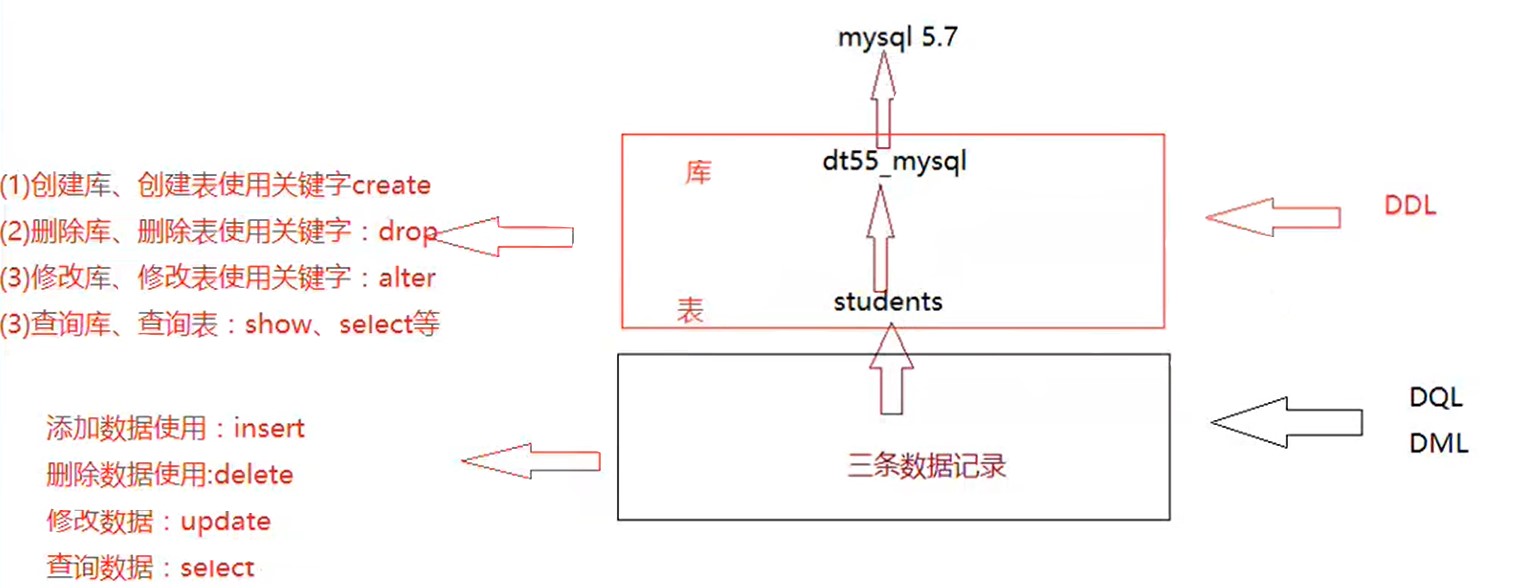 mysql 5.7
库
dt55_mysql
表
students
三条数据记录
(1)创建库、创建表使用关键字create
(2)删除库、删除表使用关键字：drop
(3)修改库、修改表使用关键字：alter
(3)查询库、查询表：show、select等
添加数据使用：insert
删除数据使用:delete
修改数据：update
查询数据：select
DDL
DQL
DML